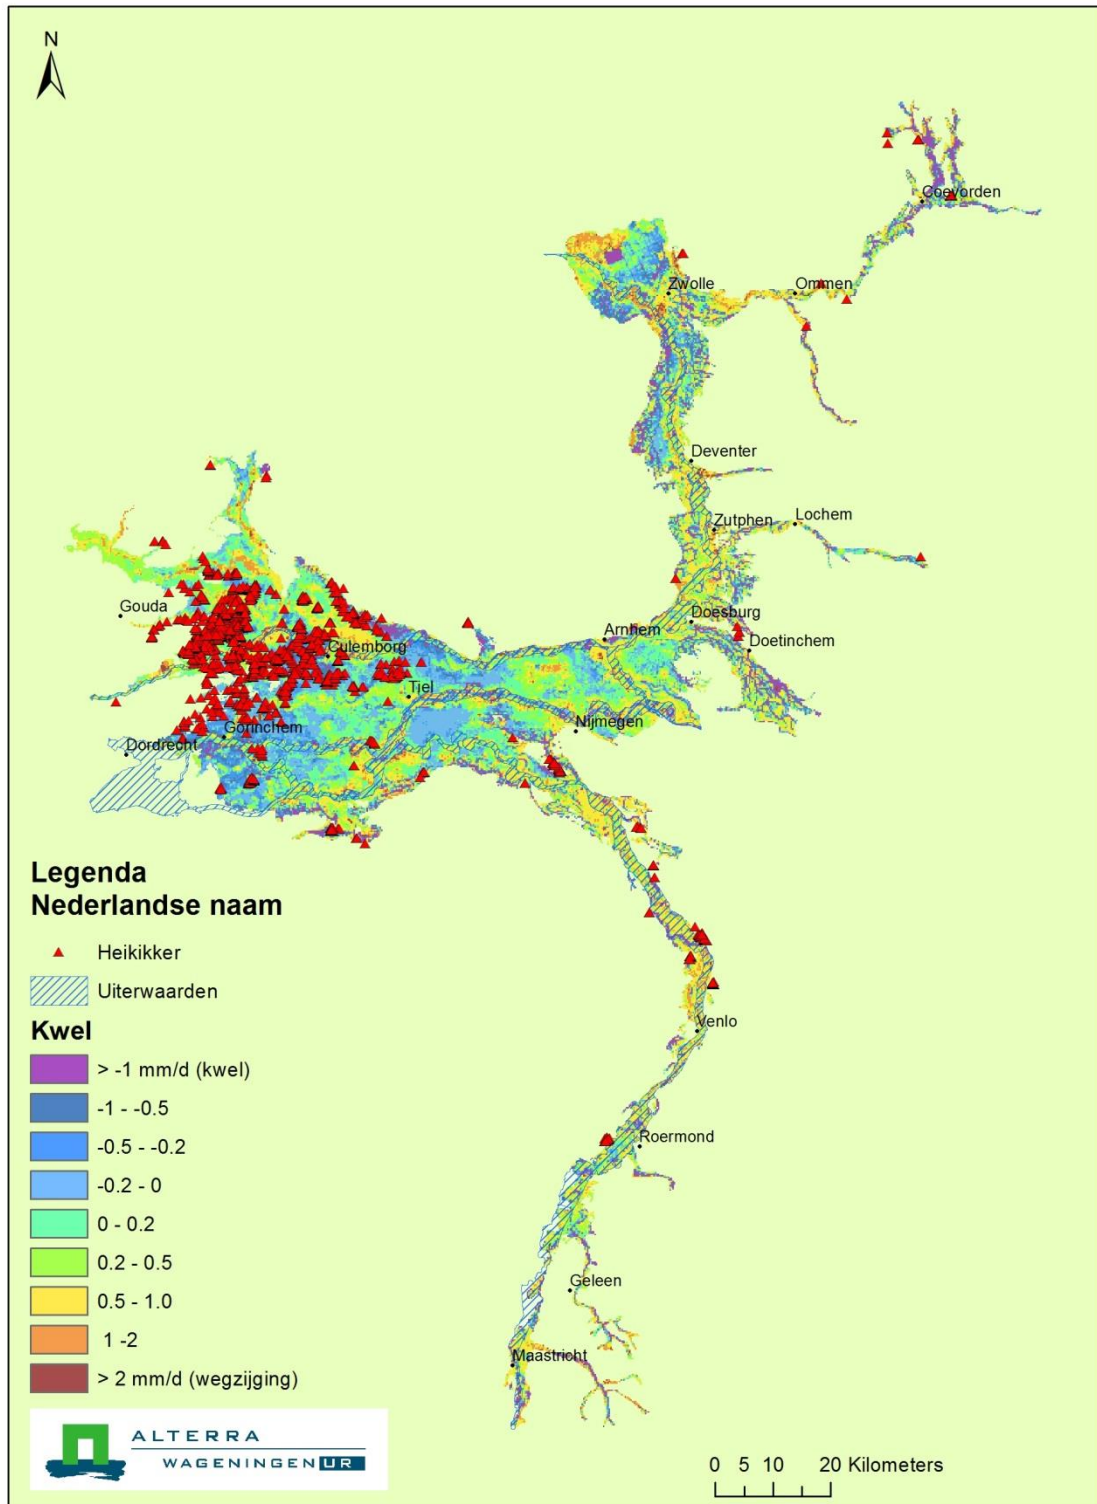 N
Coevorden
Zwolle
Ommen
Deventer
Zutphen
Lochem
Gouda
Doesburg
Arnhem
Doetinchem
Culemborg
Tiel
Nijmegen
Gorinchem
Dordrecht
Venlo
Roermond
Geleen
Maastricht
Legenda
Nederlandse naam
Heikikker
Uiterwaarden
Kwel
> -1 mm/d (kwel)
-1 - -0.5
-0.5 - -0.2
-0.2 - 0
0 - 0.2
0.2 - 0.5
0.5 - 1.0
1 -2
> 2 mm/d (wegzijging)
ALTERRA
WAGENINGEN UR
0 5 10 20 Kilometers